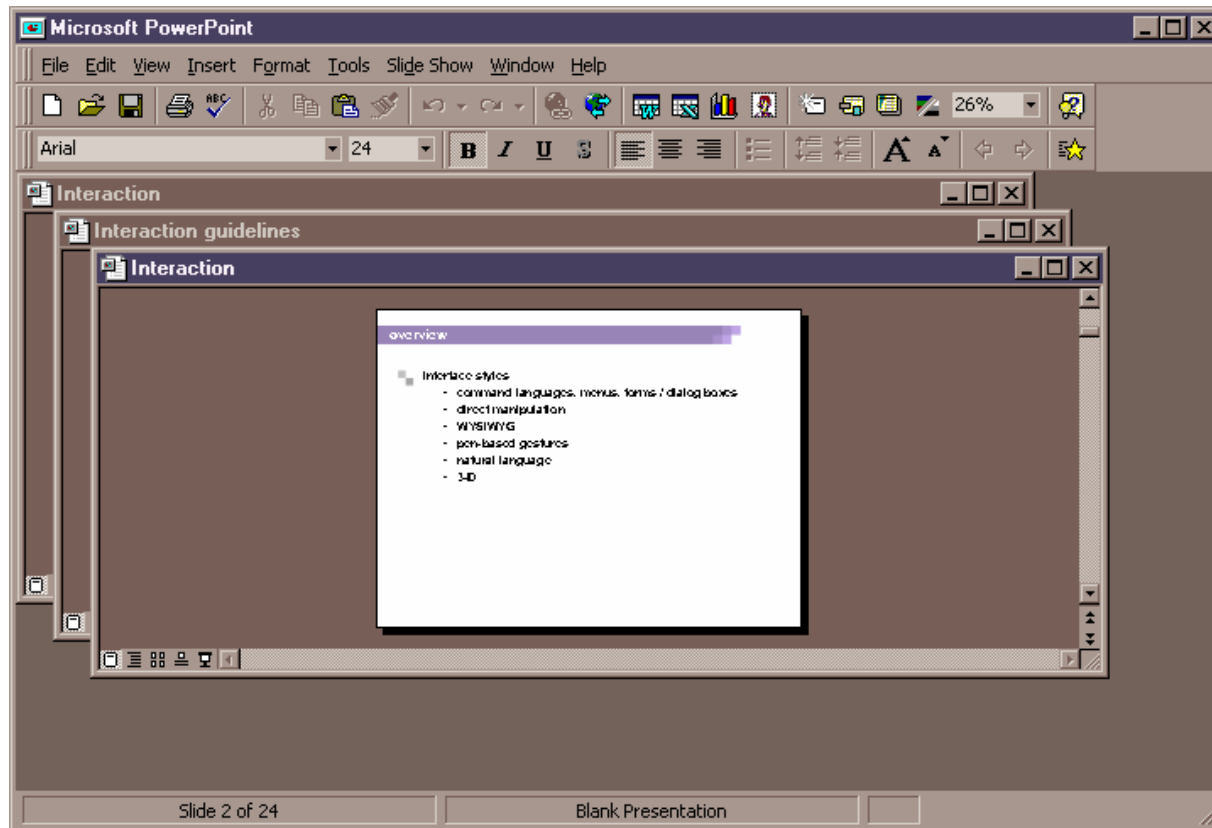 Microsoft PowerPoint
File Edit View Insert Format Tools Slide Show Window Help
ABC 26%
Arial 24 B I U S A A
Interaction
Interaction guidelines
Interaction
overview
Interface styles
- command languages, menus, forms / dialog boxes
- direct manipulation
- WYSIWYG
- pen-based gestures
- natural language
- 3-D
Slide 2 of 24 Blank Presentation